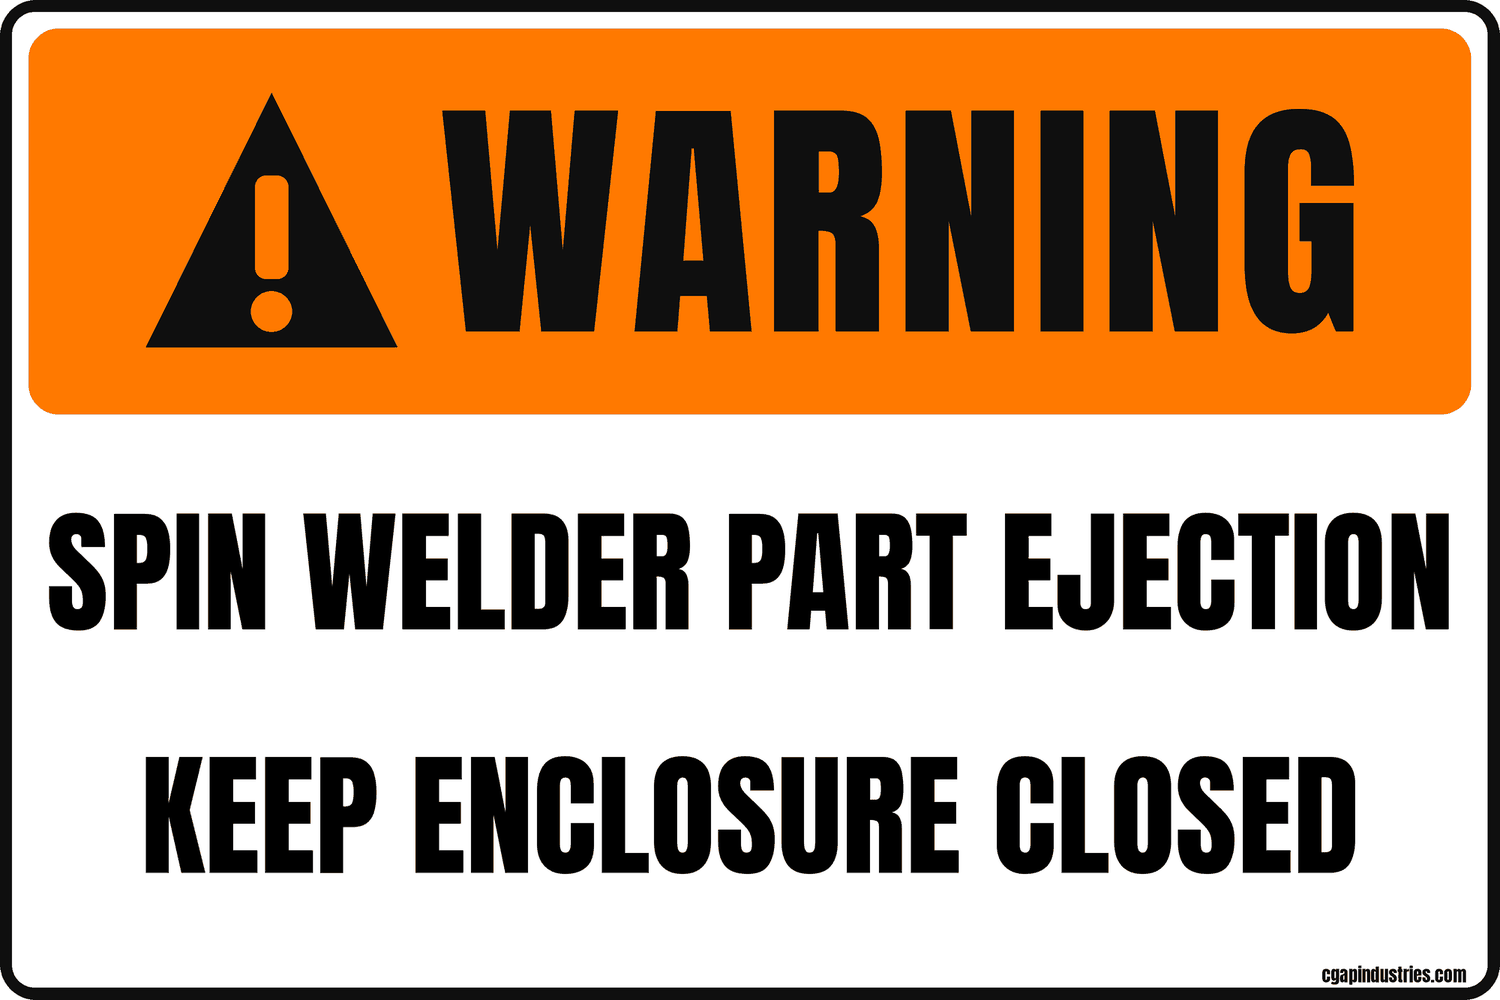 WARNING
SPIN WELDER PART EJECTION
KEEP ENCLOSURE CLOSED
cgapindustries.com